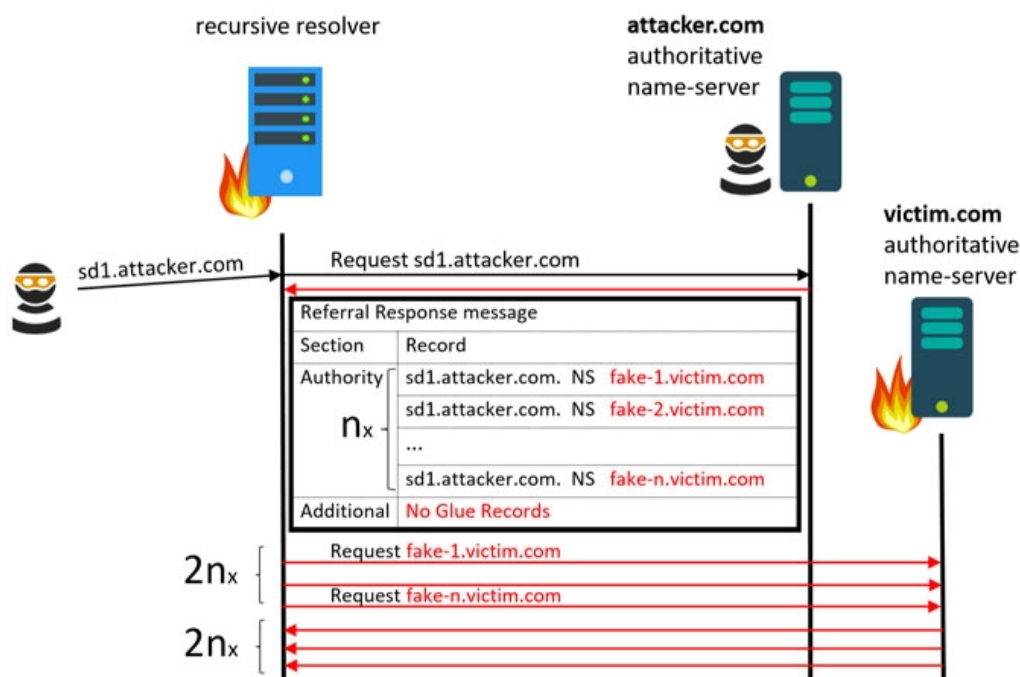 recursive resolver
attacker.com
authoritative
name-server
victim.com
authoritative
name-server
sd1.attacker.com
Request sd1.attacker.com
Referral Response message
Section Record
Authority sd1.attacker.com. NS fake-1.victim.com
sd1.attacker.com. NS fake-2.victim.com
nₓ
...
sd1.attacker.com. NS fake-n.victim.com
Additional No Glue Records
Request fake-1.victim.com
2nₓ
Request fake-n.victim.com
2nₓ